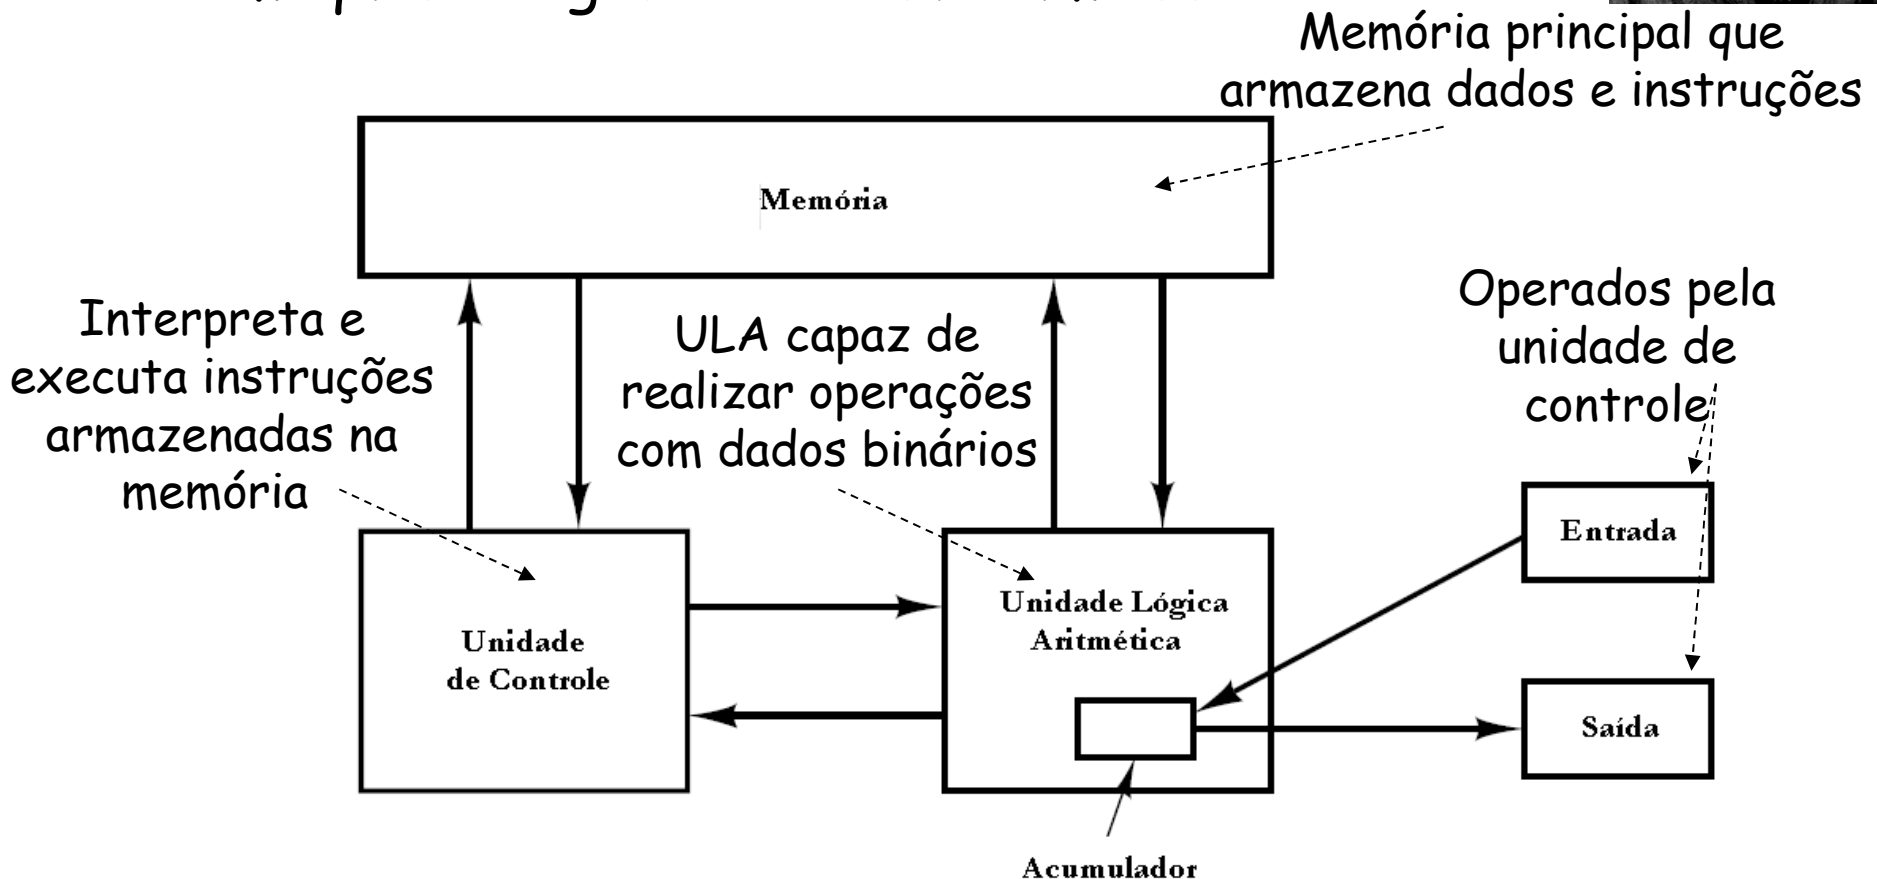 Memória principal que
armazena dados e instruções
Memória
Interpreta e
executa instruções
armazenadas na
memória
ULA capaz de
realizar operações
com dados binários
Operados pela
unidade de
controle
Entrada
Unidade Lógica
Aritmética
Unidade
de Controle
Saída
Acumulador